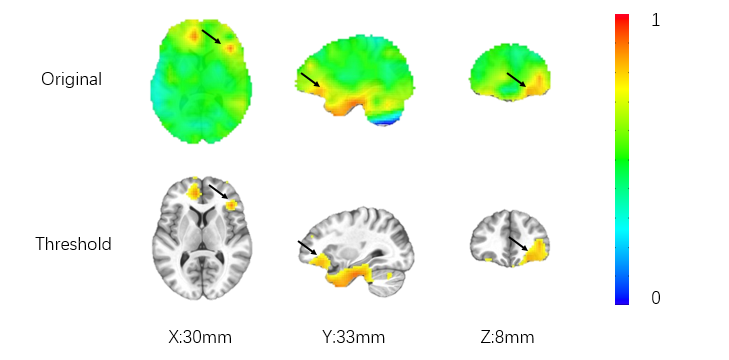 1
Original
Threshold
0
X:30mm Y:33mm Z:8mm